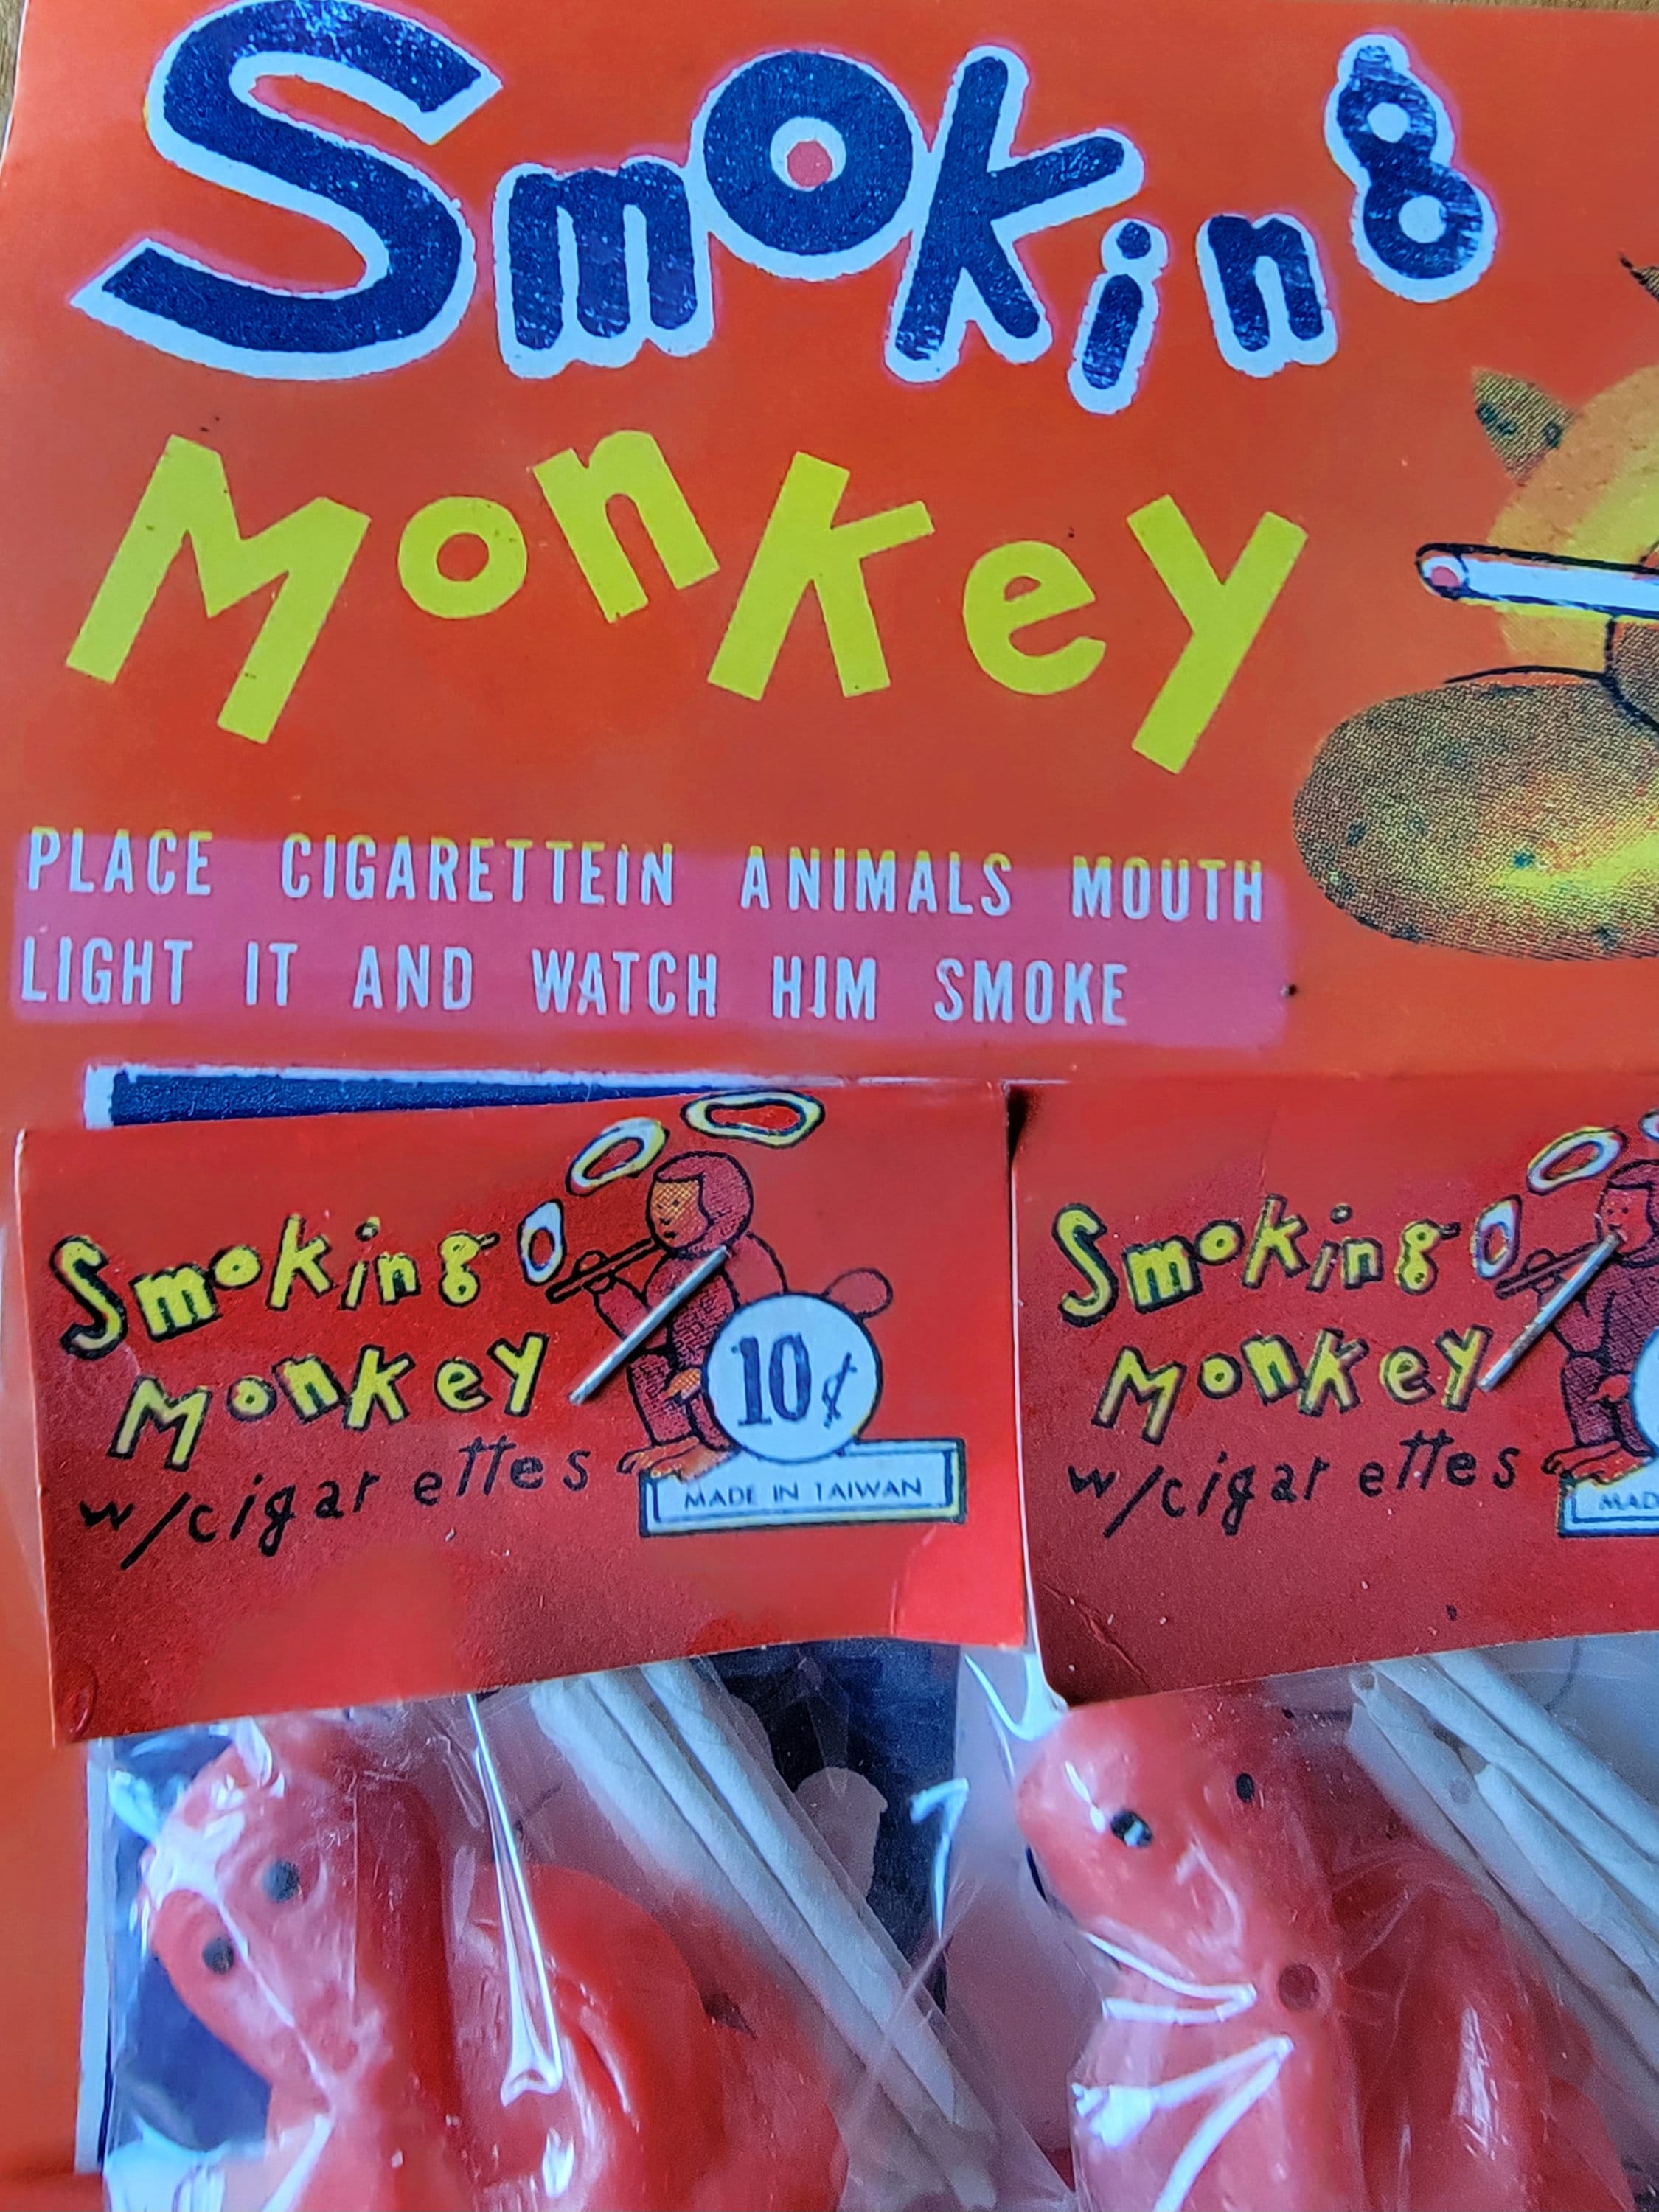 Smoking
Monkey
PLACE CIGARETTEIN ANIMALS MOUTH
LIGHT IT AND WATCH HIM SMOKE
Smoking
Monkey
w/cigarettes
10¢
MADE IN TAIWAN
Smoking
Monkey
w/cigarettes
MAD